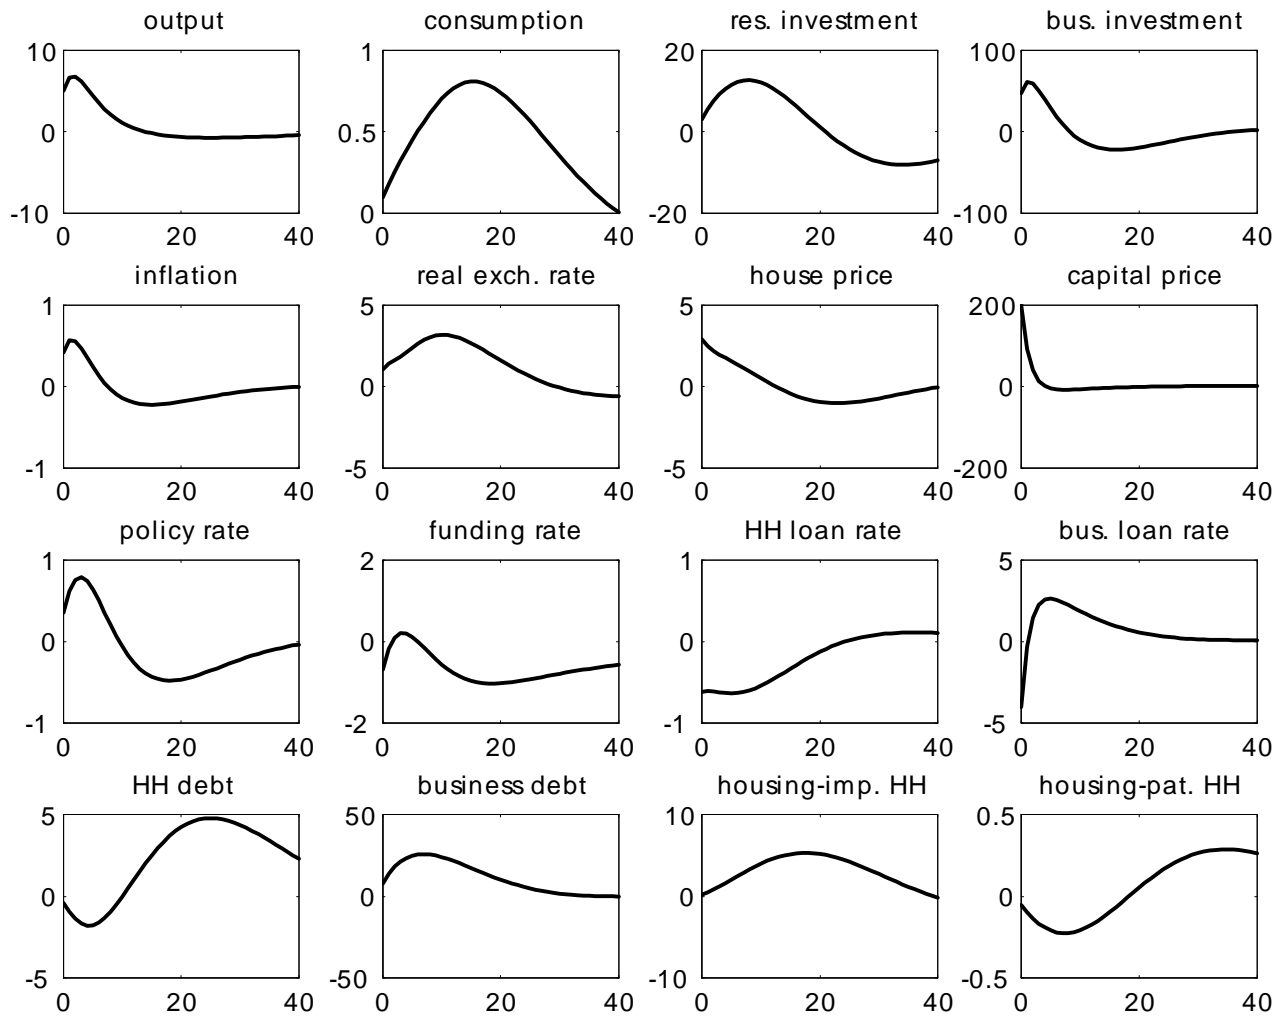 output consumption res. investment bus. investment
10 1 20 100
0 0.5 0 0
-10 0 -20 -100
0 20 40 0 20 40 0 20 40 0 20 40
inflation real exch. rate house price capital price
1 5 5 200
0 0 0 0
-1 -5 -5 -200
0 20 40 0 20 40 0 20 40 0 20 40
policy rate funding rate HH loan rate bus. loan rate
1 2 1 5
0 0 0 0
-1 -2 -1 -5
0 20 40 0 20 40 0 20 40 0 20 40
HH debt business debt housing-imp. HH housing-pat. HH
5 50 10 0.5
0 0 0 0
-5 -50 -10 -0.5
0 20 40 0 20 40 0 20 40 0 20 40